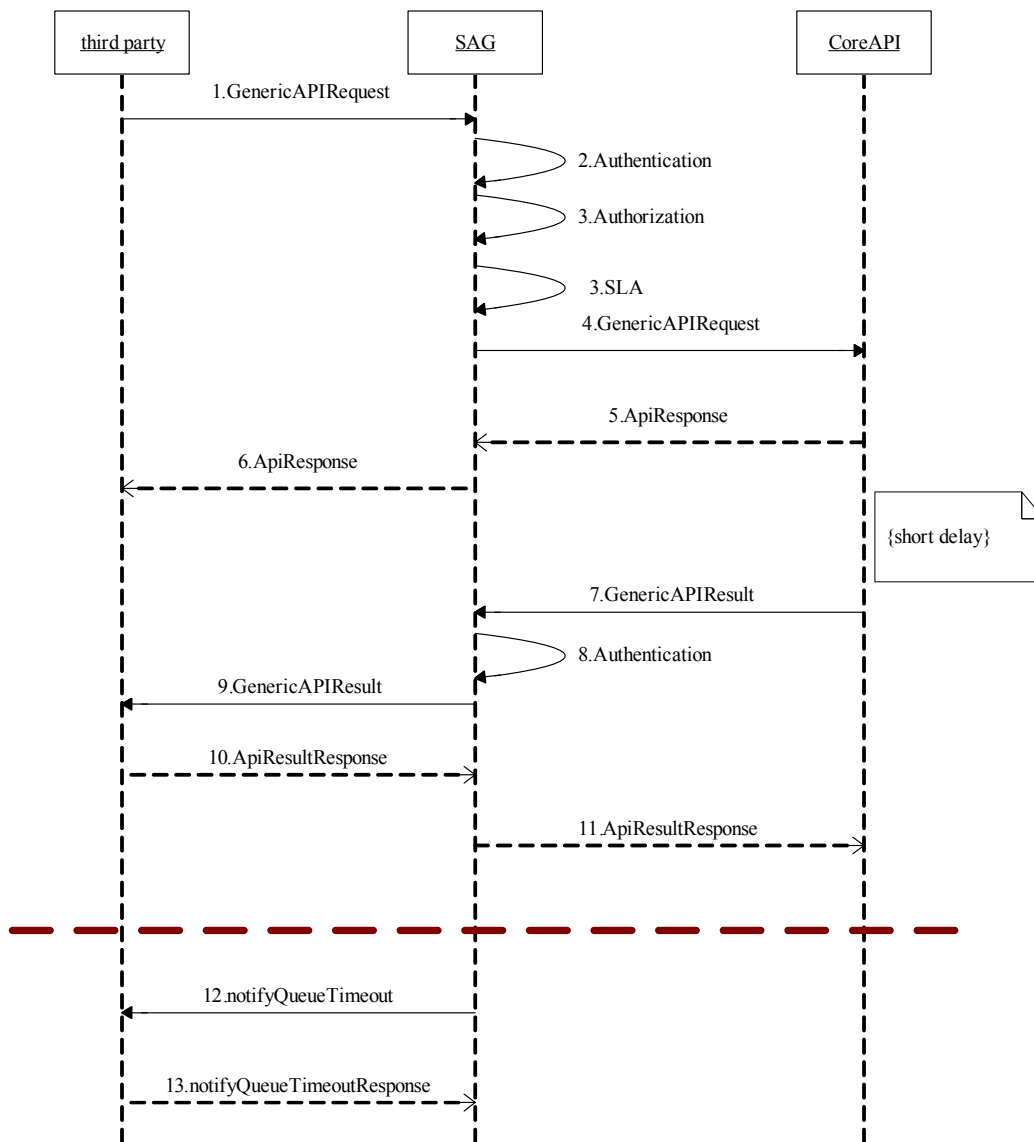 third party
SAG
CoreAPI
1.GenericAPIRequest
2.Authentication
3.Authorization
3.SLA
4.GenericAPIRequest
5.ApiResponse
6.ApiResponse
{short delay}
7.GenericAPIResult
8.Authentication
9.GenericAPIResult
10.ApiResultResponse
11.ApiResultResponse
12.notifyQueueTimeout
13.notifyQueueTimeoutResponse